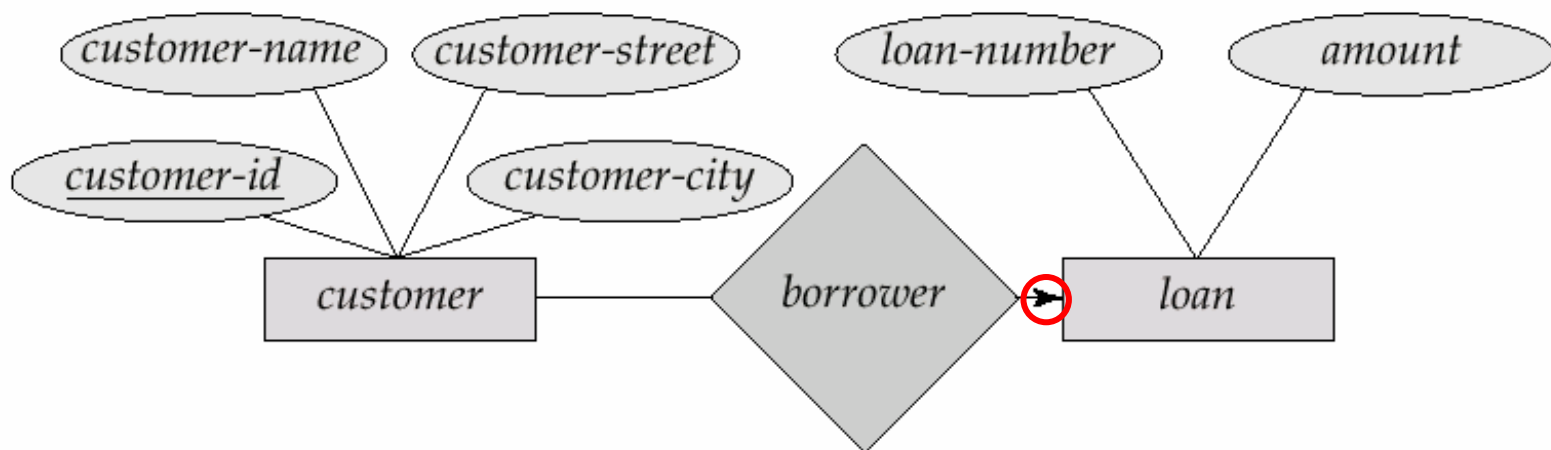 customer-name customer-street loan-number amount
customer-id customer-city
customer borrower loan